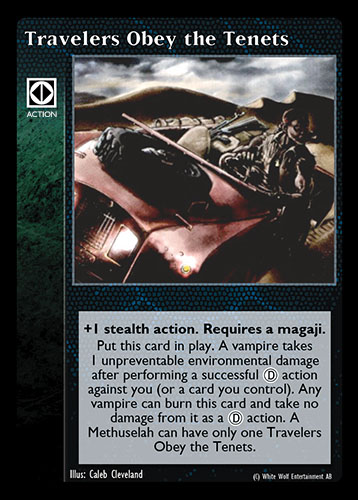 Travelers Obey the Tenets
ACTION
+1 stealth action. Requires a magaji.
Put this card in play. A vampire takes
1 unpreventable environmental damage
after performing a successful Ⓓ action
against you (or a card you control). Any
vampire can burn this card and take no
damage from it as a Ⓓ action. A
Methuselah can have only one Travelers
Obey the Tenets.
Illus: Caleb Cleveland
(C) White Wolf Entertainment AB